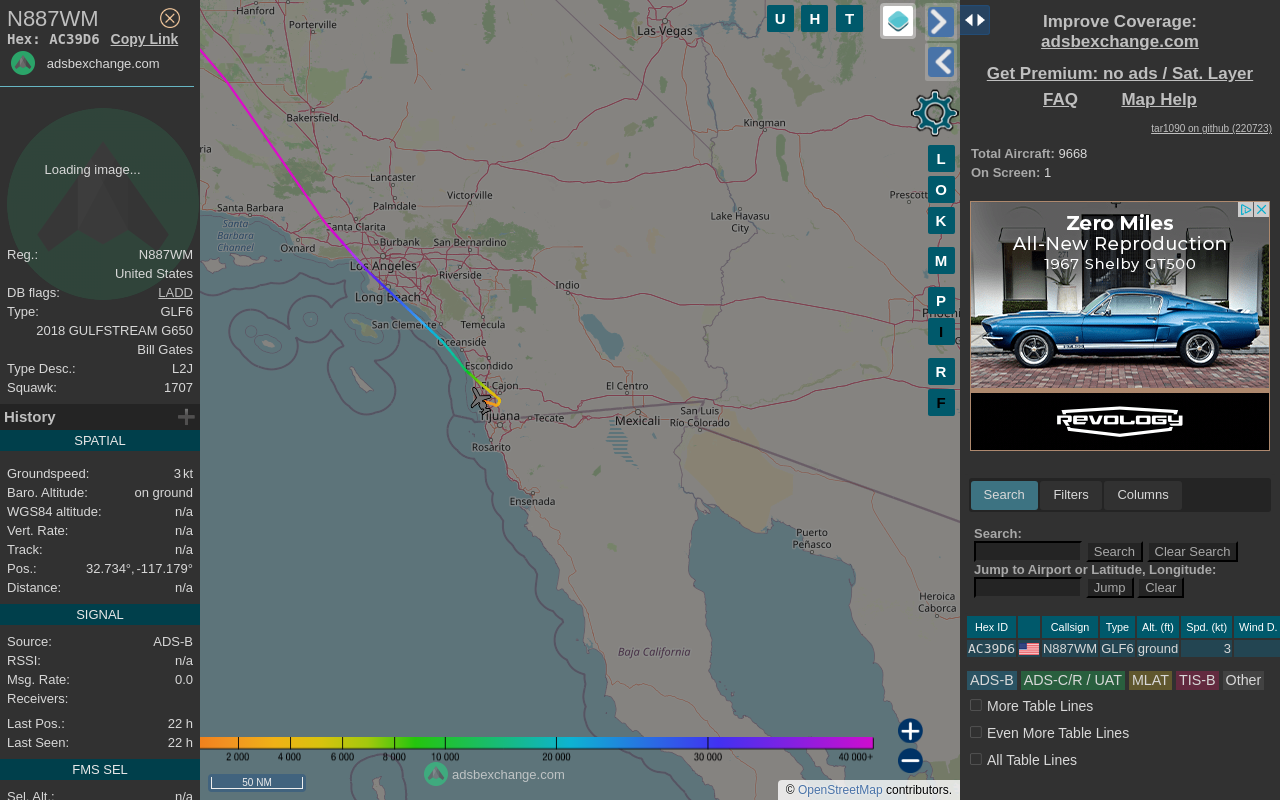 N887WM
Hex: AC39D6 Copy Link
adsbexchange.com
Loading image...
Reg.: N887WM
United States
DB flags: LADD
Type: GLF6
2018 GULFSTREAM G650
Bill Gates
Type Desc.: L2J
Squawk: 1707
History
SPATIAL
Groundspeed: 3 kt
Baro. Altitude: on ground
WGS84 altitude: n/a
Vert. Rate: n/a
Track: n/a
Pos.: 32.734°, -117.179°
Distance: n/a
SIGNAL
Source: ADS-B
RSSI: n/a
Msg. Rate: 0.0
Receivers:
Last Pos.: 22 h
Last Seen: 22 h
FMS SEL
Sel. Alt.: n/a
Hanford
Porterville
Las Vegas
Bakersfield
Kingman
ria
Lancaster
Palmdale
Victorville
Prescott
Santa Barbara
Santa Barbara Channel
Santa Clarita
Lake Havasu City
Oxnard
Burbank
San Bernardino
Los Angeles
Riverside
Indio
Long Beach
San Clemente
Temecula
Oceanside
Escondido
El Cajon
El Centro
Tijuana
Tecate
Mexicali
San Luis Río Colorado
Rosarito
Ensenada
Puerto Peñasco
Heroica Caborca
Baja California
U H T
L
O
K
M
P
I
R
F
2 000 4 000 6 000 8 000 10 000 20 000 30 000 40 000+
adsbexchange.com
50 NM
© OpenStreetMap contributors.
Improve Coverage:
adsbexchange.com
Get Premium: no ads / Sat. Layer
FAQ Map Help
tar1090 on github (220723)
Total Aircraft: 9668
On Screen: 1
Zero Miles
All-New Reproduction
1967 Shelby GT500
REVOLOGY
Search Filters Columns
Search:
Search Clear Search
Jump to Airport or Latitude, Longitude:
Jump Clear
Hex ID Callsign Type Alt. (ft) Spd. (kt) Wind D.
AC39D6 N887WM GLF6 ground 3
ADS-B ADS-C/R / UAT MLAT TIS-B Other
More Table Lines
Even More Table Lines
All Table Lines